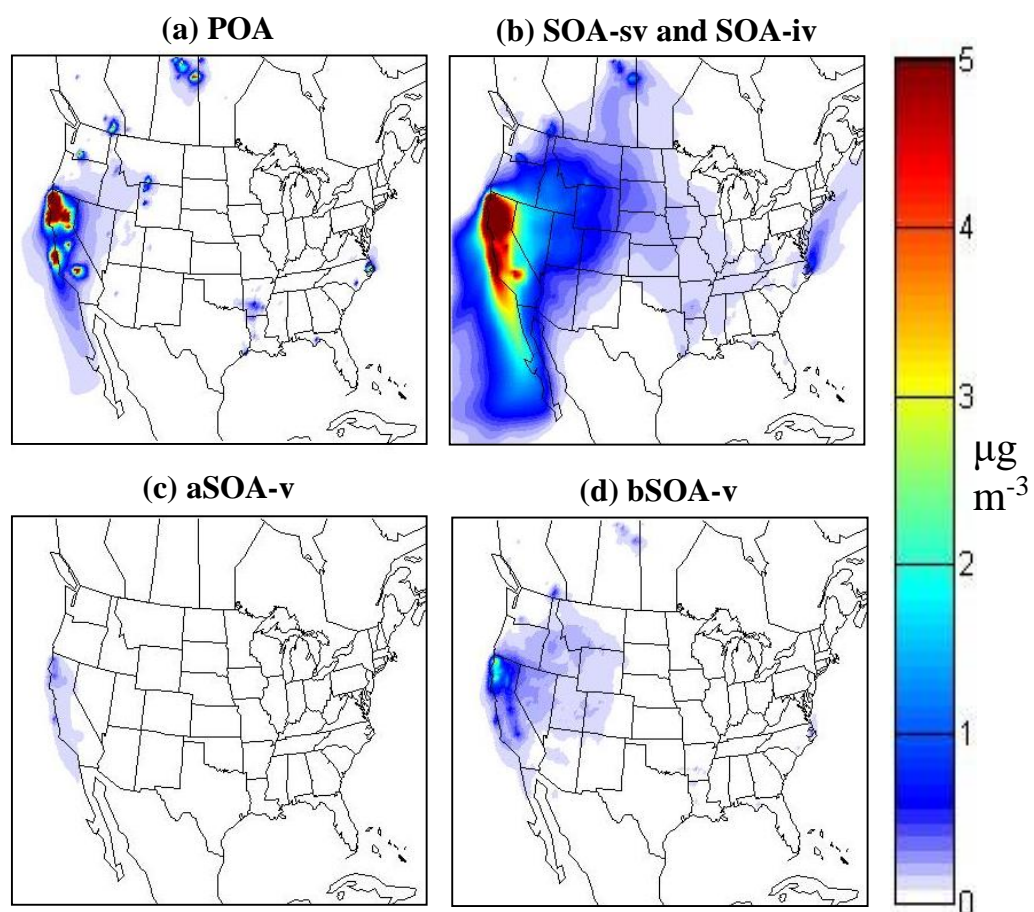 (a) POA
(b) SOA-sv and SOA-iv
5
4
3
μg
m⁻³
2
1
0
(c) aSOA-v
(d) bSOA-v